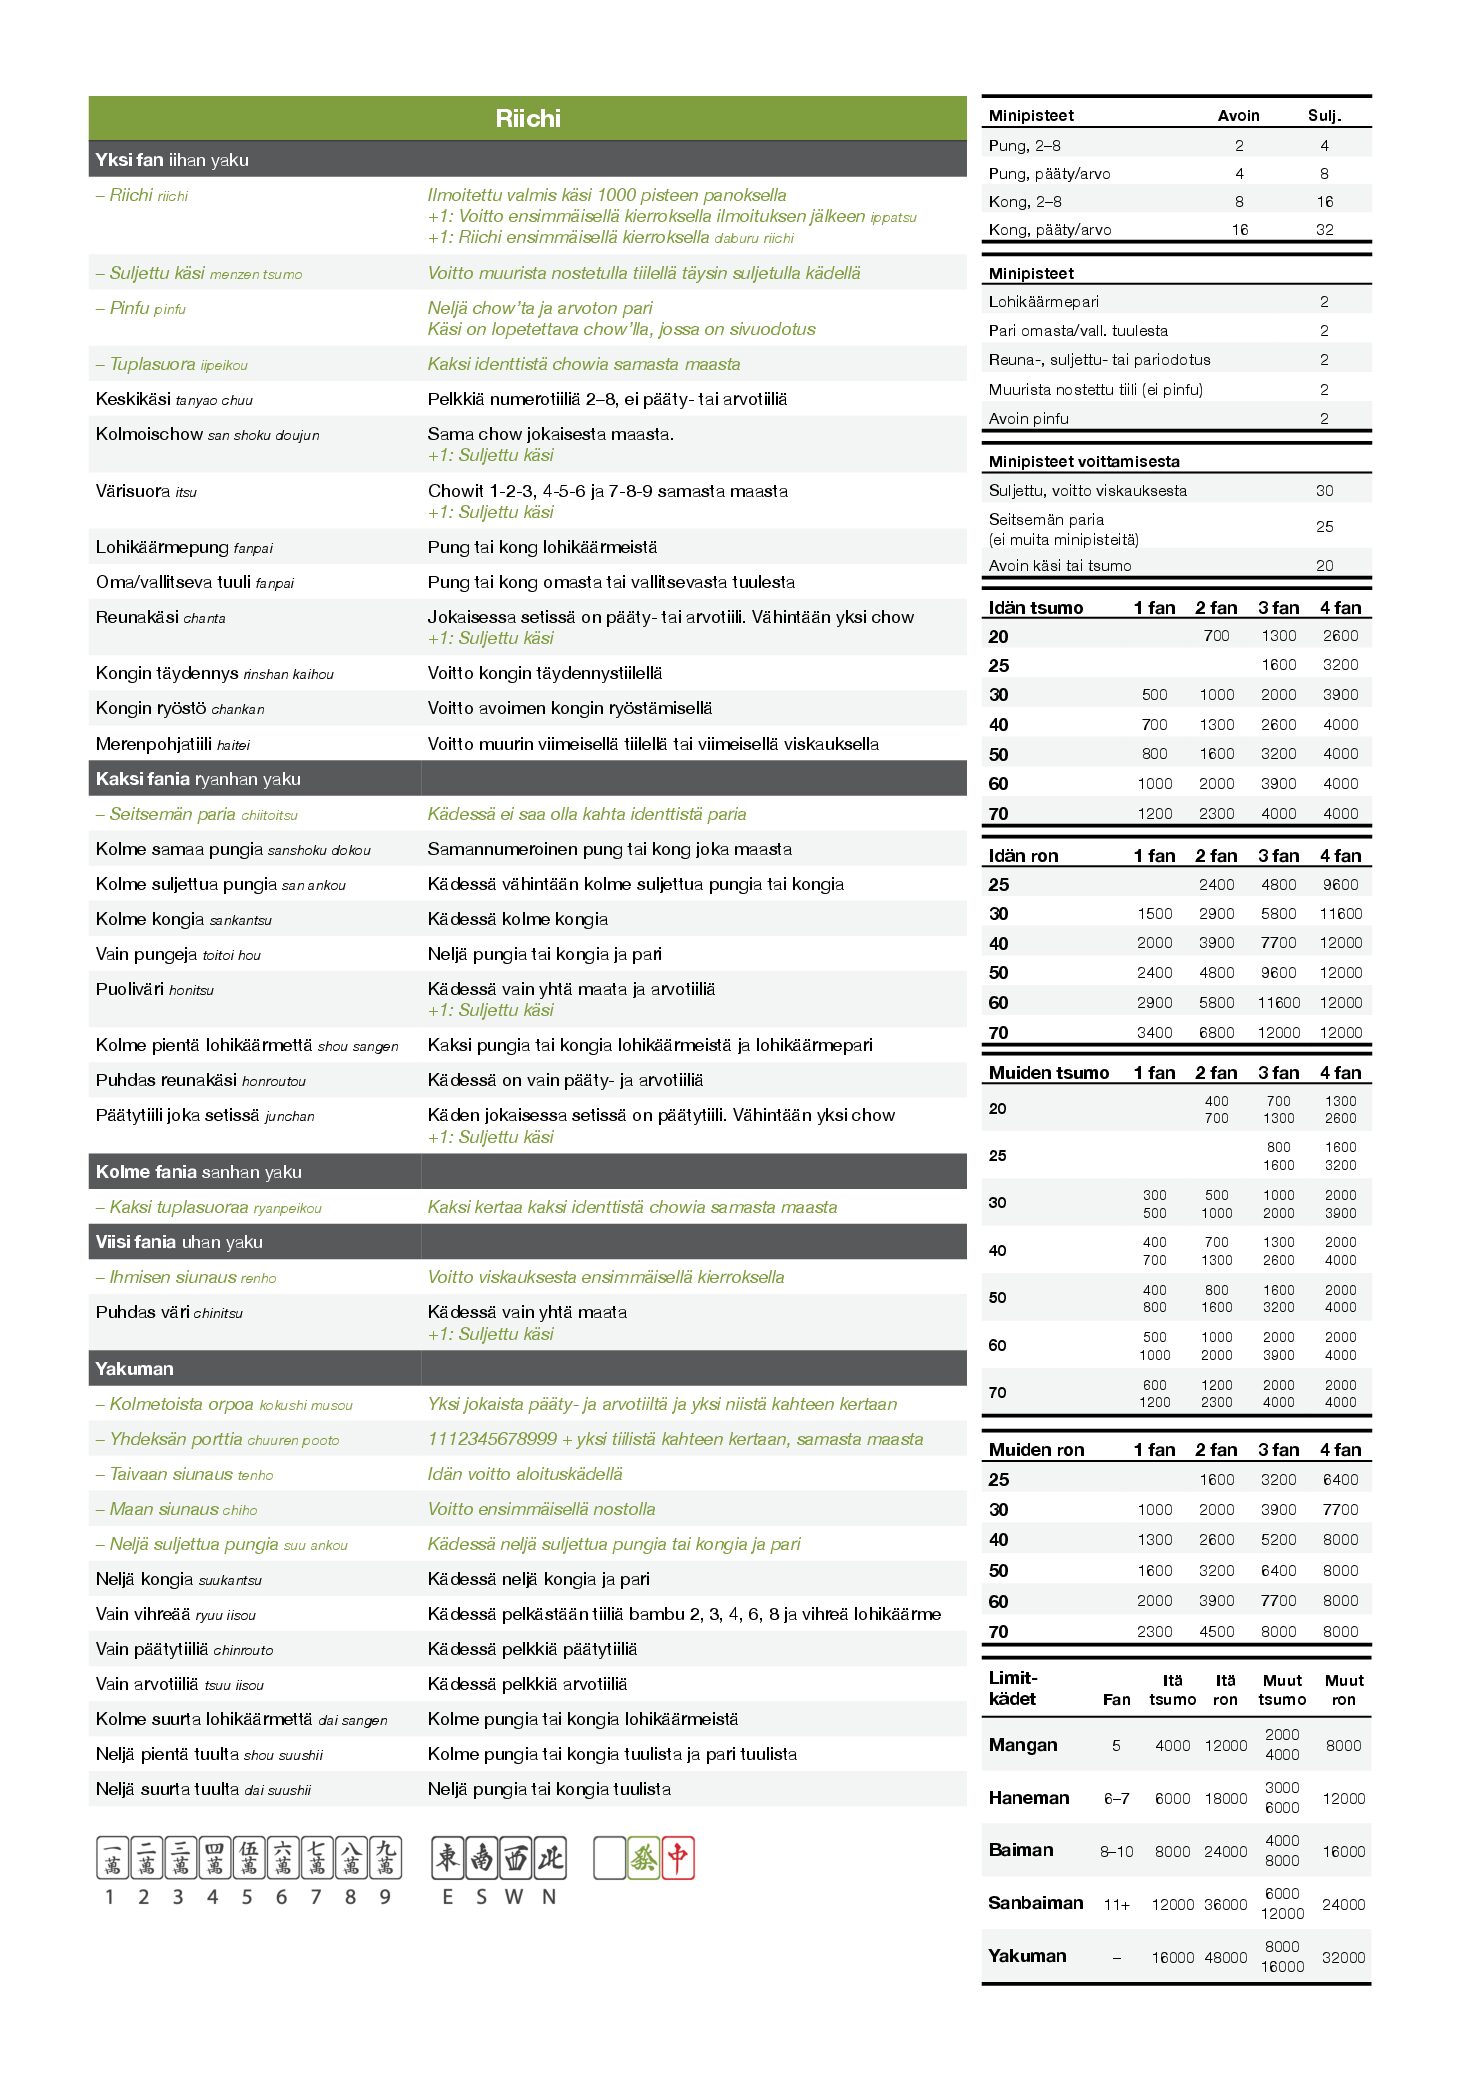 Riichi
Yksi fan iihan yaku
– Riichi riichi Ilmoitettu valmis käsi 1000 pisteen panoksella
+1: Voitto ensimmäisellä kierroksella ilmoituksen jälkeen ippatsu
+1: Riichi ensimmäisellä kierroksella daburu riichi
– Suljettu käsi menzen tsumo Voitto muurista nostetulla tiilellä täysin suljetulla kädellä
– Pinfu pinfu Neljä chow’ta ja arvoton pari
Käsi on lopetettava chow’lla, jossa on sivuodotus
– Tuplasuora iipeikou Kaksi identtistä chowia samasta maasta
Keskikäsi tanyao chuu Pelkkiä numerotiiliä 2–8, ei pääty- tai arvotiiliä
Kolmoischow san shoku doujun Sama chow jokaisesta maasta.
+1: Suljettu käsi
Värisuora itsu Chowit 1-2-3, 4-5-6 ja 7-8-9 samasta maasta
+1: Suljettu käsi
Lohikäärmepung fanpai Pung tai kong lohikäärmeistä
Oma/vallitseva tuuli fanpai Pung tai kong omasta tai vallitsevasta tuulesta
Reunakäsi chanta Jokaisessa setissä on pääty- tai arvotiili. Vähintään yksi chow
+1: Suljettu käsi
Kongin täydennys rinshan kaihou Voitto kongin täydennystiilellä
Kongin ryöstö chankan Voitto avoimen kongin ryöstämisellä
Merenpohjatiili haitei Voitto muurin viimeisellä tiilellä tai viimeisellä viskauksella
Kaksi fania ryanhan yaku
– Seitsemän paria chiitoitsu Kädessä ei saa olla kahta identtistä paria
Kolme samaa pungia sanshoku dokou Samannumeroinen pung tai kong joka maasta
Kolme suljettua pungia san ankou Kädessä vähintään kolme suljettua pungia tai kongia
Kolme kongia sankantsu Kädessä kolme kongia
Vain pungeja toitoi hou Neljä pungia tai kongia ja pari
Puoliväri honitsu Kädessä vain yhtä maata ja arvotiiliä
+1: Suljettu käsi
Kolme pientä lohikäärmettä shou sangen Kaksi pungia tai kongia lohikäärmeistä ja lohikäärmepari
Puhdas reunakäsi honroutou Kädessä on vain pääty- ja arvotiiliä
Päätytiili joka setissä junchan Käden jokaisessa setissä on päätytiili. Vähintään yksi chow
+1: Suljettu käsi
Kolme fania sanhan yaku
– Kaksi tuplasuoraa ryanpeikou Kaksi kertaa kaksi identtistä chowia samasta maasta
Viisi fania uhan yaku
– Ihmisen siunaus renho Voitto viskauksesta ensimmäisellä kierroksella
Puhdas väri chinitsu Kädessä vain yhtä maata
+1: Suljettu käsi
Yakuman
– Kolmetoista orpoa kokushi musou Yksi jokaista pääty- ja arvotiiltä ja yksi niistä kahteen kertaan
– Yhdeksän porttia chuuren pooto 1112345678999 + yksi tiilistä kahteen kertaan, samasta maasta
– Taivaan siunaus tenho Idän voitto aloituskädellä
– Maan siunaus chiho Voitto ensimmäisellä nostolla
– Neljä suljettua pungia suu ankou Kädessä neljä suljettua pungia tai kongia ja pari
Neljä kongia suukantsu Kädessä neljä kongia ja pari
Vain vihreää ryuu iisou Kädessä pelkästään tiiliä bambu 2, 3, 4, 6, 8 ja vihreä lohikäärme
Vain päätytiiliä chinrouto Kädessä pelkkiä päätytiiliä
Vain arvotiiliä tsuu iisou Kädessä pelkkiä arvotiiliä
Kolme suurta lohikäärmettä dai sangen Kolme pungia tai kongia lohikäärmeistä
Neljä pientä tuulta shou suushii Kolme pungia tai kongia tuulista ja pari tuulista
Neljä suurta tuulta dai suushii Neljä pungia tai kongia tuulista
一 二 三 四 伍 六 七 八 九 東 南 西 北 發 中
萬 萬 萬 萬 萬 萬 萬 萬 萬
1 2 3 4 5 6 7 8 9 E S W N
Minipisteet Avoin Sulj.
Pung, 2–8 2 4
Pung, pääty/arvo 4 8
Kong, 2–8 8 16
Kong, pääty/arvo 16 32
Minipisteet
Lohikäärmepari 2
Pari omasta/vall. tuulesta 2
Reuna-, suljettu- tai pariodotus 2
Muurista nostettu tiili (ei pinfu) 2
Avoin pinfu 2
Minipisteet voittamisesta
Suljettu, voitto viskauksesta 30
Seitsemän paria
(ei muita minipisteitä) 25
Avoin käsi tai tsumo 20
Idän tsumo 1 fan 2 fan 3 fan 4 fan
20 700 1300 2600
25 1600 3200
30 500 1000 2000 3900
40 700 1300 2600 4000
50 800 1600 3200 4000
60 1000 2000 3900 4000
70 1200 2300 4000 4000
Idän ron 1 fan 2 fan 3 fan 4 fan
25 2400 4800 9600
30 1500 2900 5800 11600
40 2000 3900 7700 12000
50 2400 4800 9600 12000
60 2900 5800 11600 12000
70 3400 6800 12000 12000
Muiden tsumo 1 fan 2 fan 3 fan 4 fan
20 400 700 1300
700 1300 2600
25 800 1600
1600 3200
30 300 500 1000 2000
500 1000 2000 3900
40 400 700 1300 2000
700 1300 2600 4000
50 400 800 1600 2000
800 1600 3200 4000
60 500 1000 2000 2000
1000 2000 3900 4000
70 600 1200 2000 2000
1200 2300 4000 4000
Muiden ron 1 fan 2 fan 3 fan 4 fan
25 1600 3200 6400
30 1000 2000 3900 7700
40 1300 2600 5200 8000
50 1600 3200 6400 8000
60 2000 3900 7700 8000
70 2300 4500 8000 8000
Limit- Itä Itä Muut Muut
kädet Fan tsumo ron tsumo ron
Mangan 5 4000 12000 2000 8000
4000
Haneman 6–7 6000 18000 3000 12000
6000
Baiman 8–10 8000 24000 4000 16000
8000
Sanbaiman 11+ 12000 36000 6000 24000
12000
Yakuman – 16000 48000 8000 32000
16000